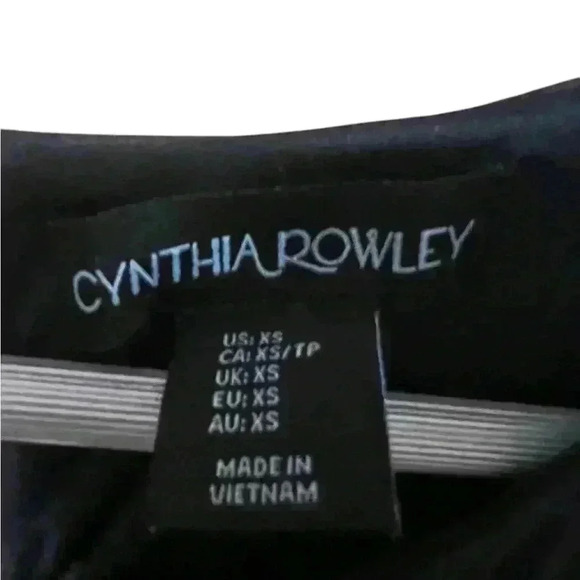 CYNTHIA ROWLEY
US: XS
CA: XS/TP
UK: XS
EU: XS
AU: XS
MADE IN
VIETNAM